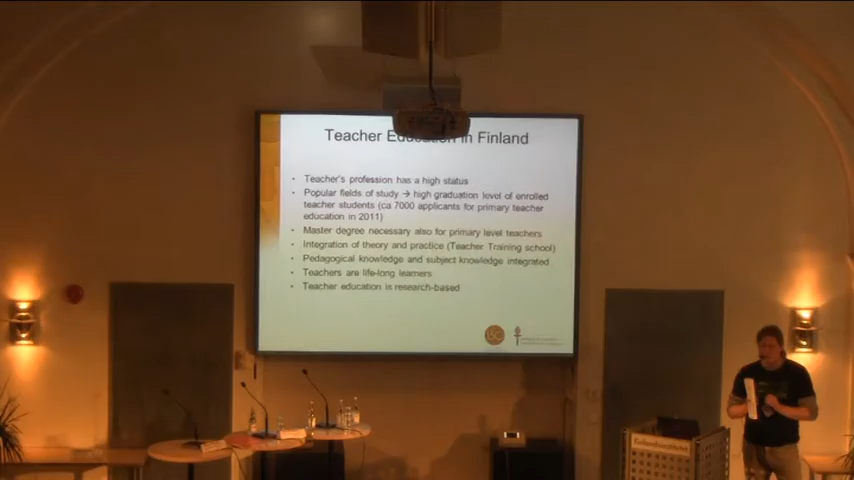 Teacher Education in Finland
• Teacher's profession has a high status
• Popular fields of study → high graduation level of enrolled
teacher students (ca 7000 applicants for primary teacher
education in 2011)
• Master degree necessary also for primary level teachers
• Integration of theory and practice (Teacher Training school)
• Pedagogical knowledge and subject knowledge integrated
• Teachers are life-long learners
• Teacher education is research-based
Finlandsinstitutet